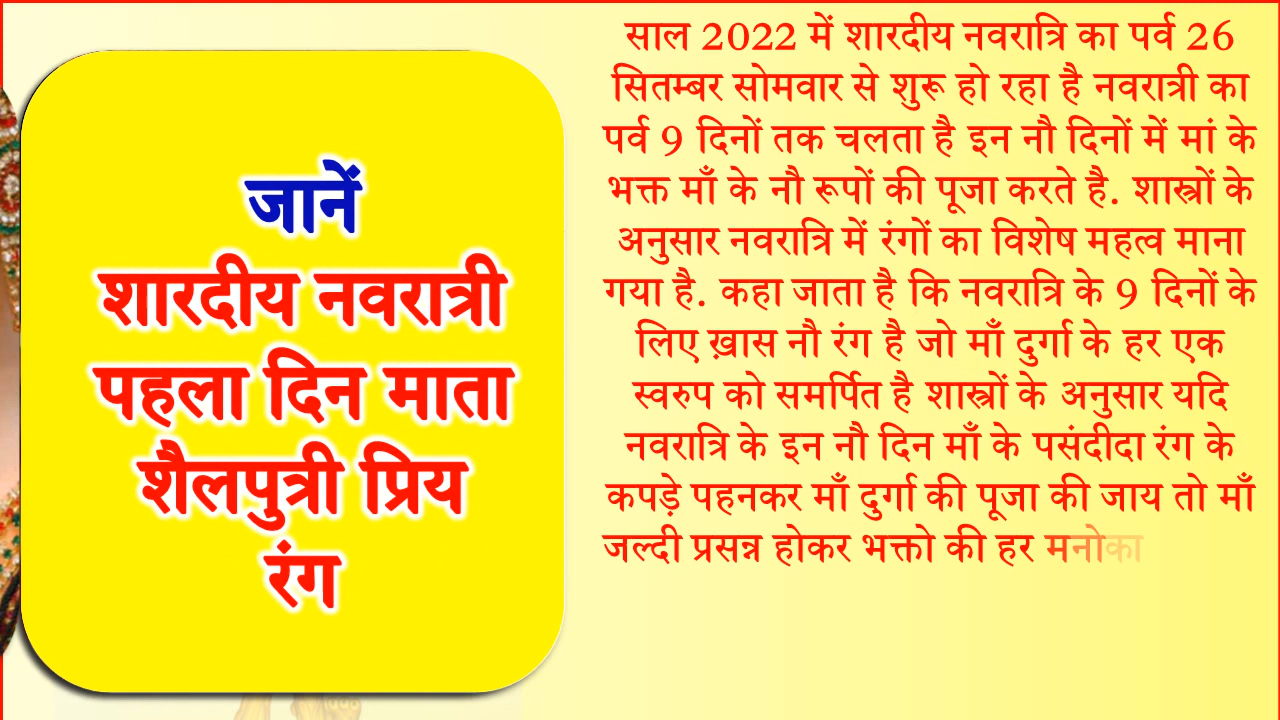 जानें
शारदीय नवरात्री
पहला दिन माता
शैलपुत्री प्रिय
रंग
साल 2022 में शारदीय नवरात्रि का पर्व 26
सितम्बर सोमवार से शुरू हो रहा है नवरात्री का
पर्व 9 दिनों तक चलता है इन नौ दिनों में मां के
भक्त माँ के नौ रूपों की पूजा करते है. शास्त्रों के
अनुसार नवरात्रि में रंगों का विशेष महत्व माना
गया है. कहा जाता है कि नवरात्रि के 9 दिनों के
लिए ख़ास नौ रंग है जो माँ दुर्गा के हर एक
स्वरुप को समर्पित है शास्त्रों के अनुसार यदि
नवरात्रि के इन नौ दिन माँ के पसंदीदा रंग के
कपड़े पहनकर माँ दुर्गा की पूजा की जाय तो माँ
जल्दी प्रसन्न होकर भक्तो की हर मनोका